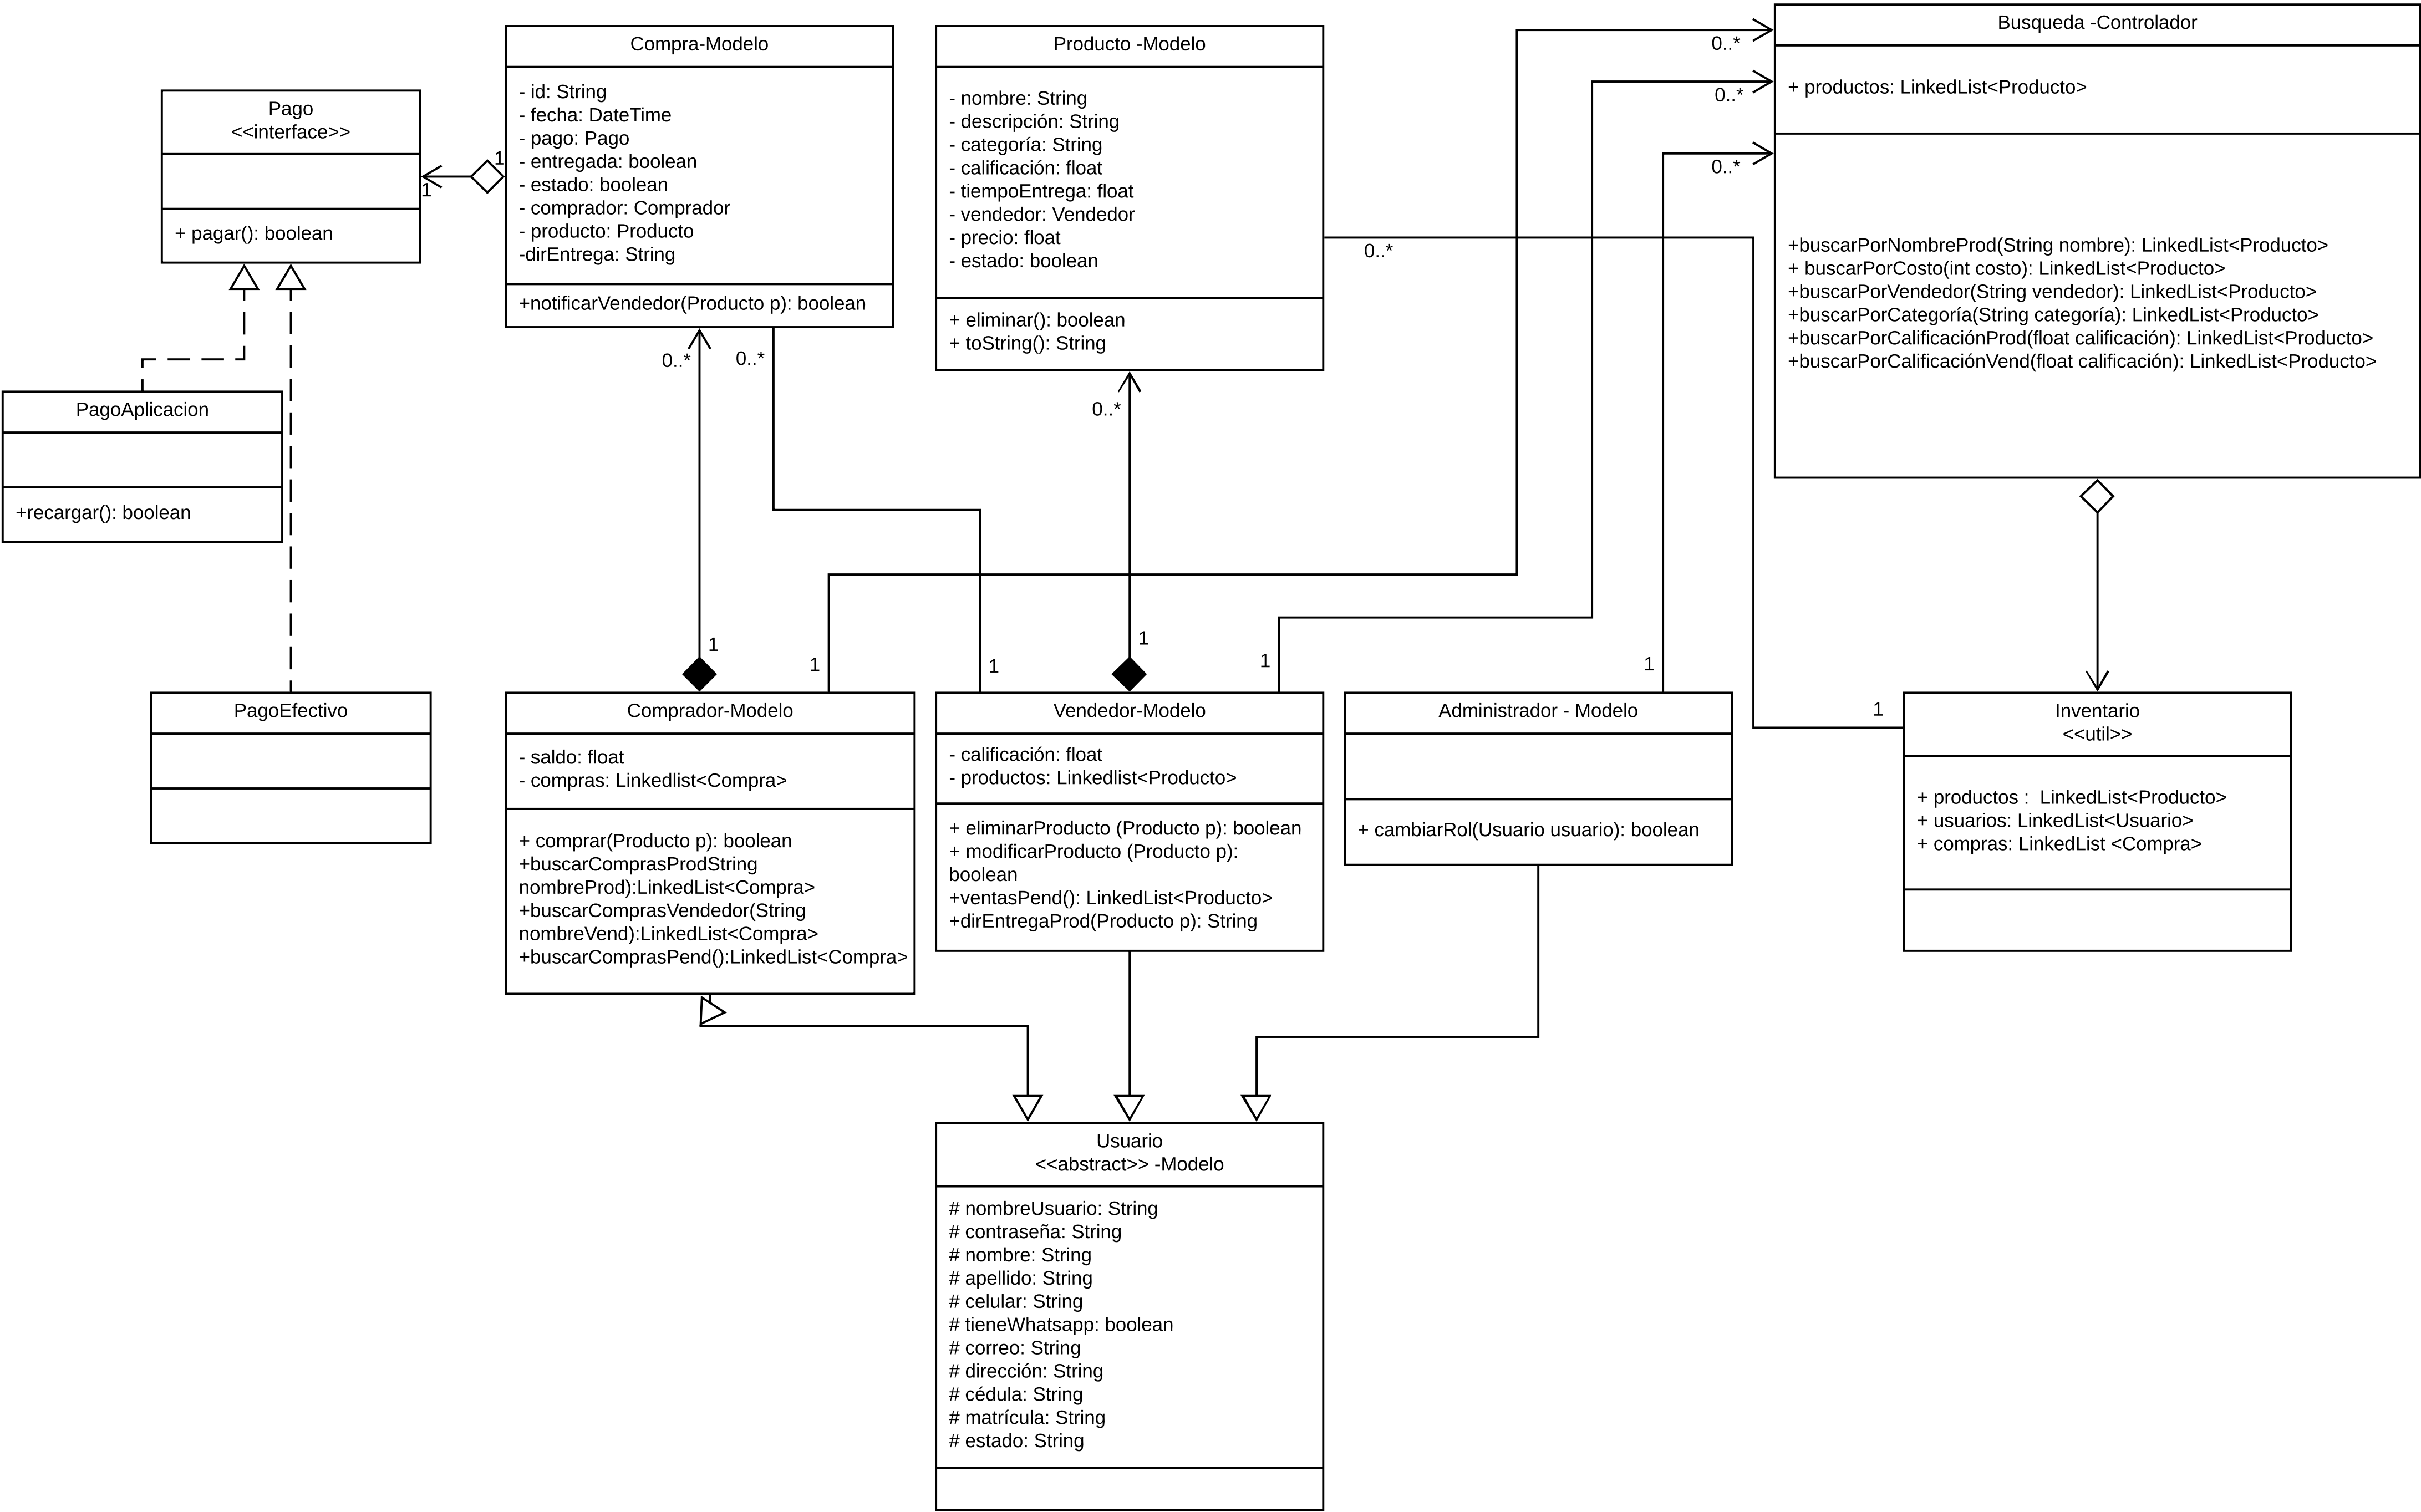 Compra-Modelo
- id: String
- fecha: DateTime
- pago: Pago
- entregada: boolean
- estado: boolean
- comprador: Comprador
- producto: Producto
-dirEntrega: String
+notificarVendedor(Producto p): boolean
Producto -Modelo
- nombre: String
- descripción: String
- categoría: String
- calificación: float
- tiempoEntrega: float
- vendedor: Vendedor
- precio: float
- estado: boolean
+ eliminar(): boolean
+ toString(): String
Busqueda -Controlador
+ productos: LinkedList<Producto>
+buscarPorNombreProd(String nombre): LinkedList<Producto>
+ buscarPorCosto(int costo): LinkedList<Producto>
+buscarPorVendedor(String vendedor): LinkedList<Producto>
+buscarPorCategoría(String categoría): LinkedList<Producto>
+buscarPorCalificaciónProd(float calificación): LinkedList<Producto>
+buscarPorCalificaciónVend(float calificación): LinkedList<Producto>
0..*
0..*
0..*
0..*
Pago
<<interface>>
+ pagar(): boolean
1
1
0..*
0..*
0..*
PagoAplicacion
+recargar(): boolean
1
1
1
1
1
1
1
PagoEfectivo
Comprador-Modelo
- saldo: float
- compras: Linkedlist<Compra>
+ comprar(Producto p): boolean
+buscarComprasProdString
nombreProd):LinkedList<Compra>
+buscarComprasVendedor(String
nombreVend):LinkedList<Compra>
+buscarComprasPend():LinkedList<Compra>
Vendedor-Modelo
- calificación: float
- productos: Linkedlist<Producto>
+ eliminarProducto (Producto p): boolean
+ modificarProducto (Producto p):
boolean
+ventasPend(): LinkedList<Producto>
+dirEntregaProd(Producto p): String
Administrador - Modelo
+ cambiarRol(Usuario usuario): boolean
Inventario
<<util>>
+ productos :  LinkedList<Producto>
+ usuarios: LinkedList<Usuario>
+ compras: LinkedList <Compra>
Usuario
<<abstract>> -Modelo
# nombreUsuario: String
# contraseña: String
# nombre: String
# apellido: String
# celular: String
# tieneWhatsapp: boolean
# correo: String
# dirección: String
# cédula: String
# matrícula: String
# estado: String